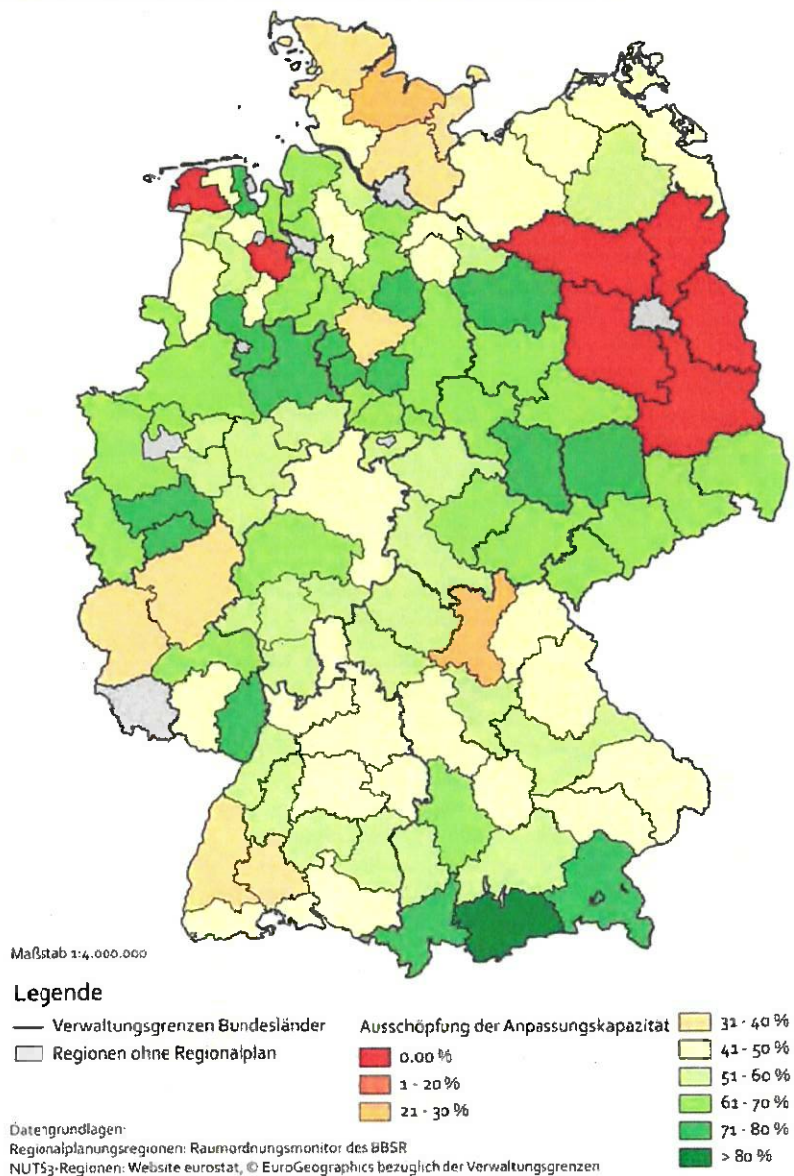 Maßstab 1:4.000.000
Legende
Verwaltungsgrenzen Bundesländer
Regionen ohne Regionalplan
Ausschöpfung der Anpassungskapazität
0.00 %
1 - 20 %
21 - 30 %
31 - 40 %
41 - 50 %
51 - 60 %
61 - 70 %
71 - 80 %
> 80 %
Datengrundlagen:
Regionalplanungsregionen: Raumordnungsmonitor des BBSR
NUTS3-Regionen: Website eurostat, © EuroGeographics bezüglich der Verwaltungsgrenzen